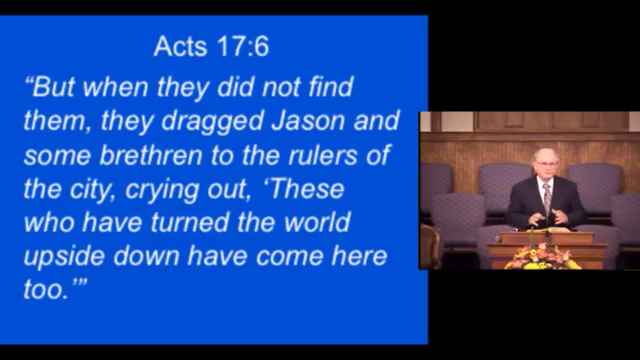 Acts 17:6
“But when they did not find
them, they dragged Jason and
some brethren to the rulers of
the city, crying out, ‘These
who have turned the world
upside down have come here
too.’”